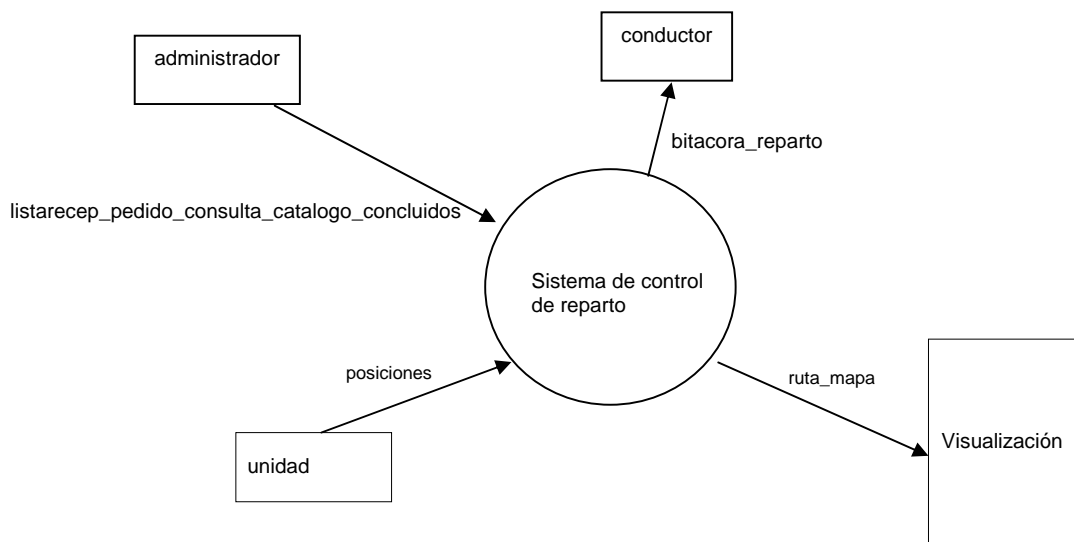 conductor
administrador
bitacora_reparto
listarecep_pedido_consulta_catalogo_concluidos
Sistema de control
de reparto
posiciones
ruta_mapa
Visualización
unidad